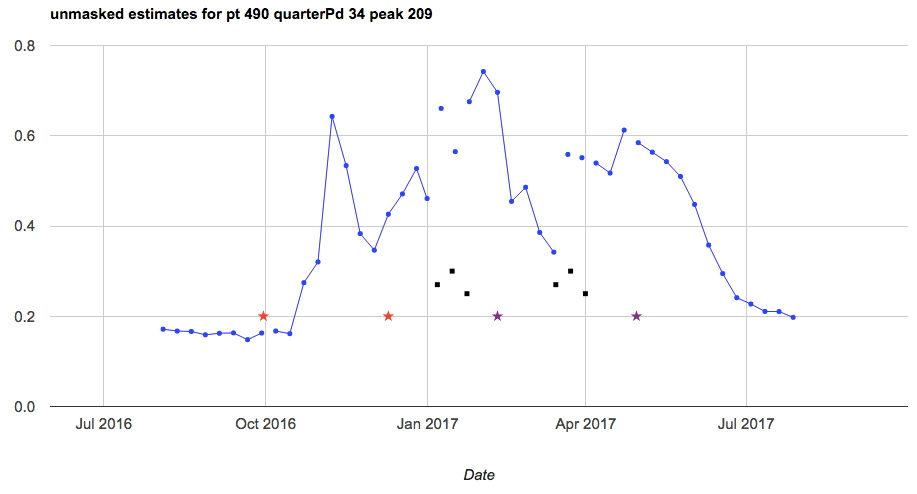 unmasked estimates for pt 490 quarterPd 34 peak 209
0.8
0.6
0.4
0.2
0.0
Jul 2016 Oct 2016 Jan 2017 Apr 2017 Jul 2017
Date